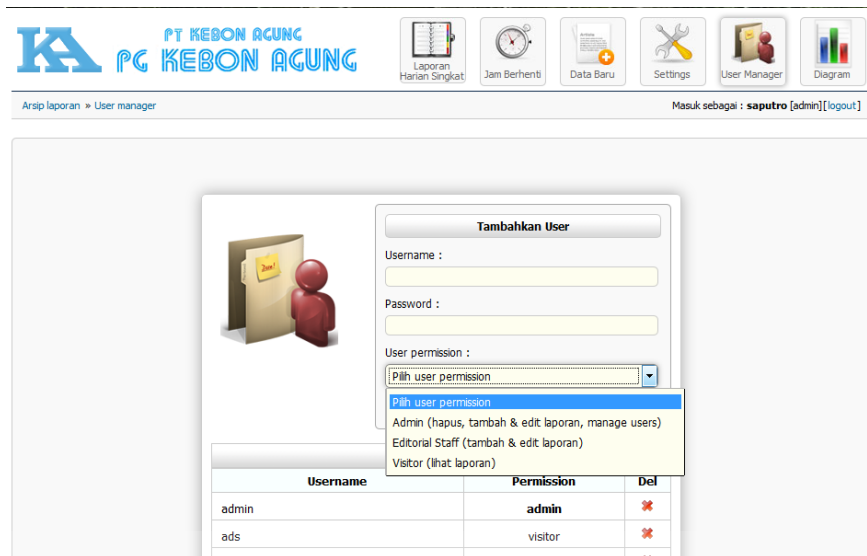 KA
PT KEBON AGUNG
PG KEBON AGUNG
Laporan
Harian Singkat
Jam Berhenti
Data Baru
Settings
User Manager
Diagram
Arsip laporan » User manager
Masuk sebagai : saputro [admin][logout]
Tambahkan User
Username :
Password :
User permission :
Pilih user permission
Pilih user permission
Admin (hapus, tambah & edit laporan, manage users)
Editorial Staff (tambah & edit laporan)
Visitor (lihat laporan)
Username Permission Del
admin admin
ads visitor